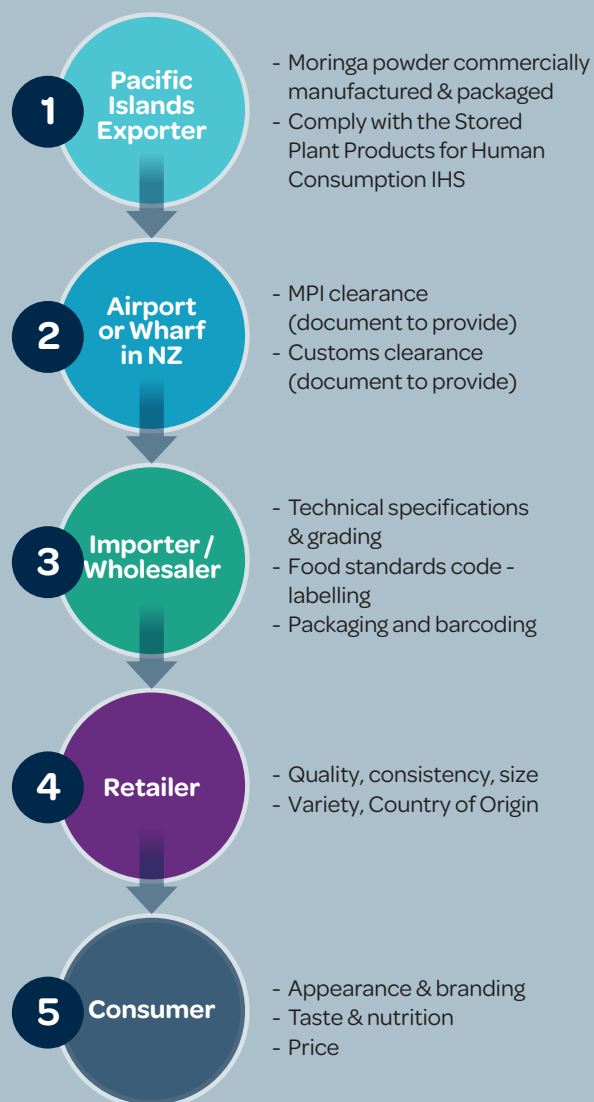 1
Pacific
Islands
Exporter
- Moringa powder commercially
manufactured & packaged
- Comply with the Stored
Plant Products for Human
Consumption IHS
2
Airport
or Wharf
in NZ
- MPI clearance
(document to provide)
- Customs clearance
(document to provide)
3
Importer /
Wholesaler
- Technical specifications
& grading
- Food standards code -
labelling
- Packaging and barcoding
4
Retailer
- Quality, consistency, size
- Variety, Country of Origin
5
Consumer
- Appearance & branding
- Taste & nutrition
- Price